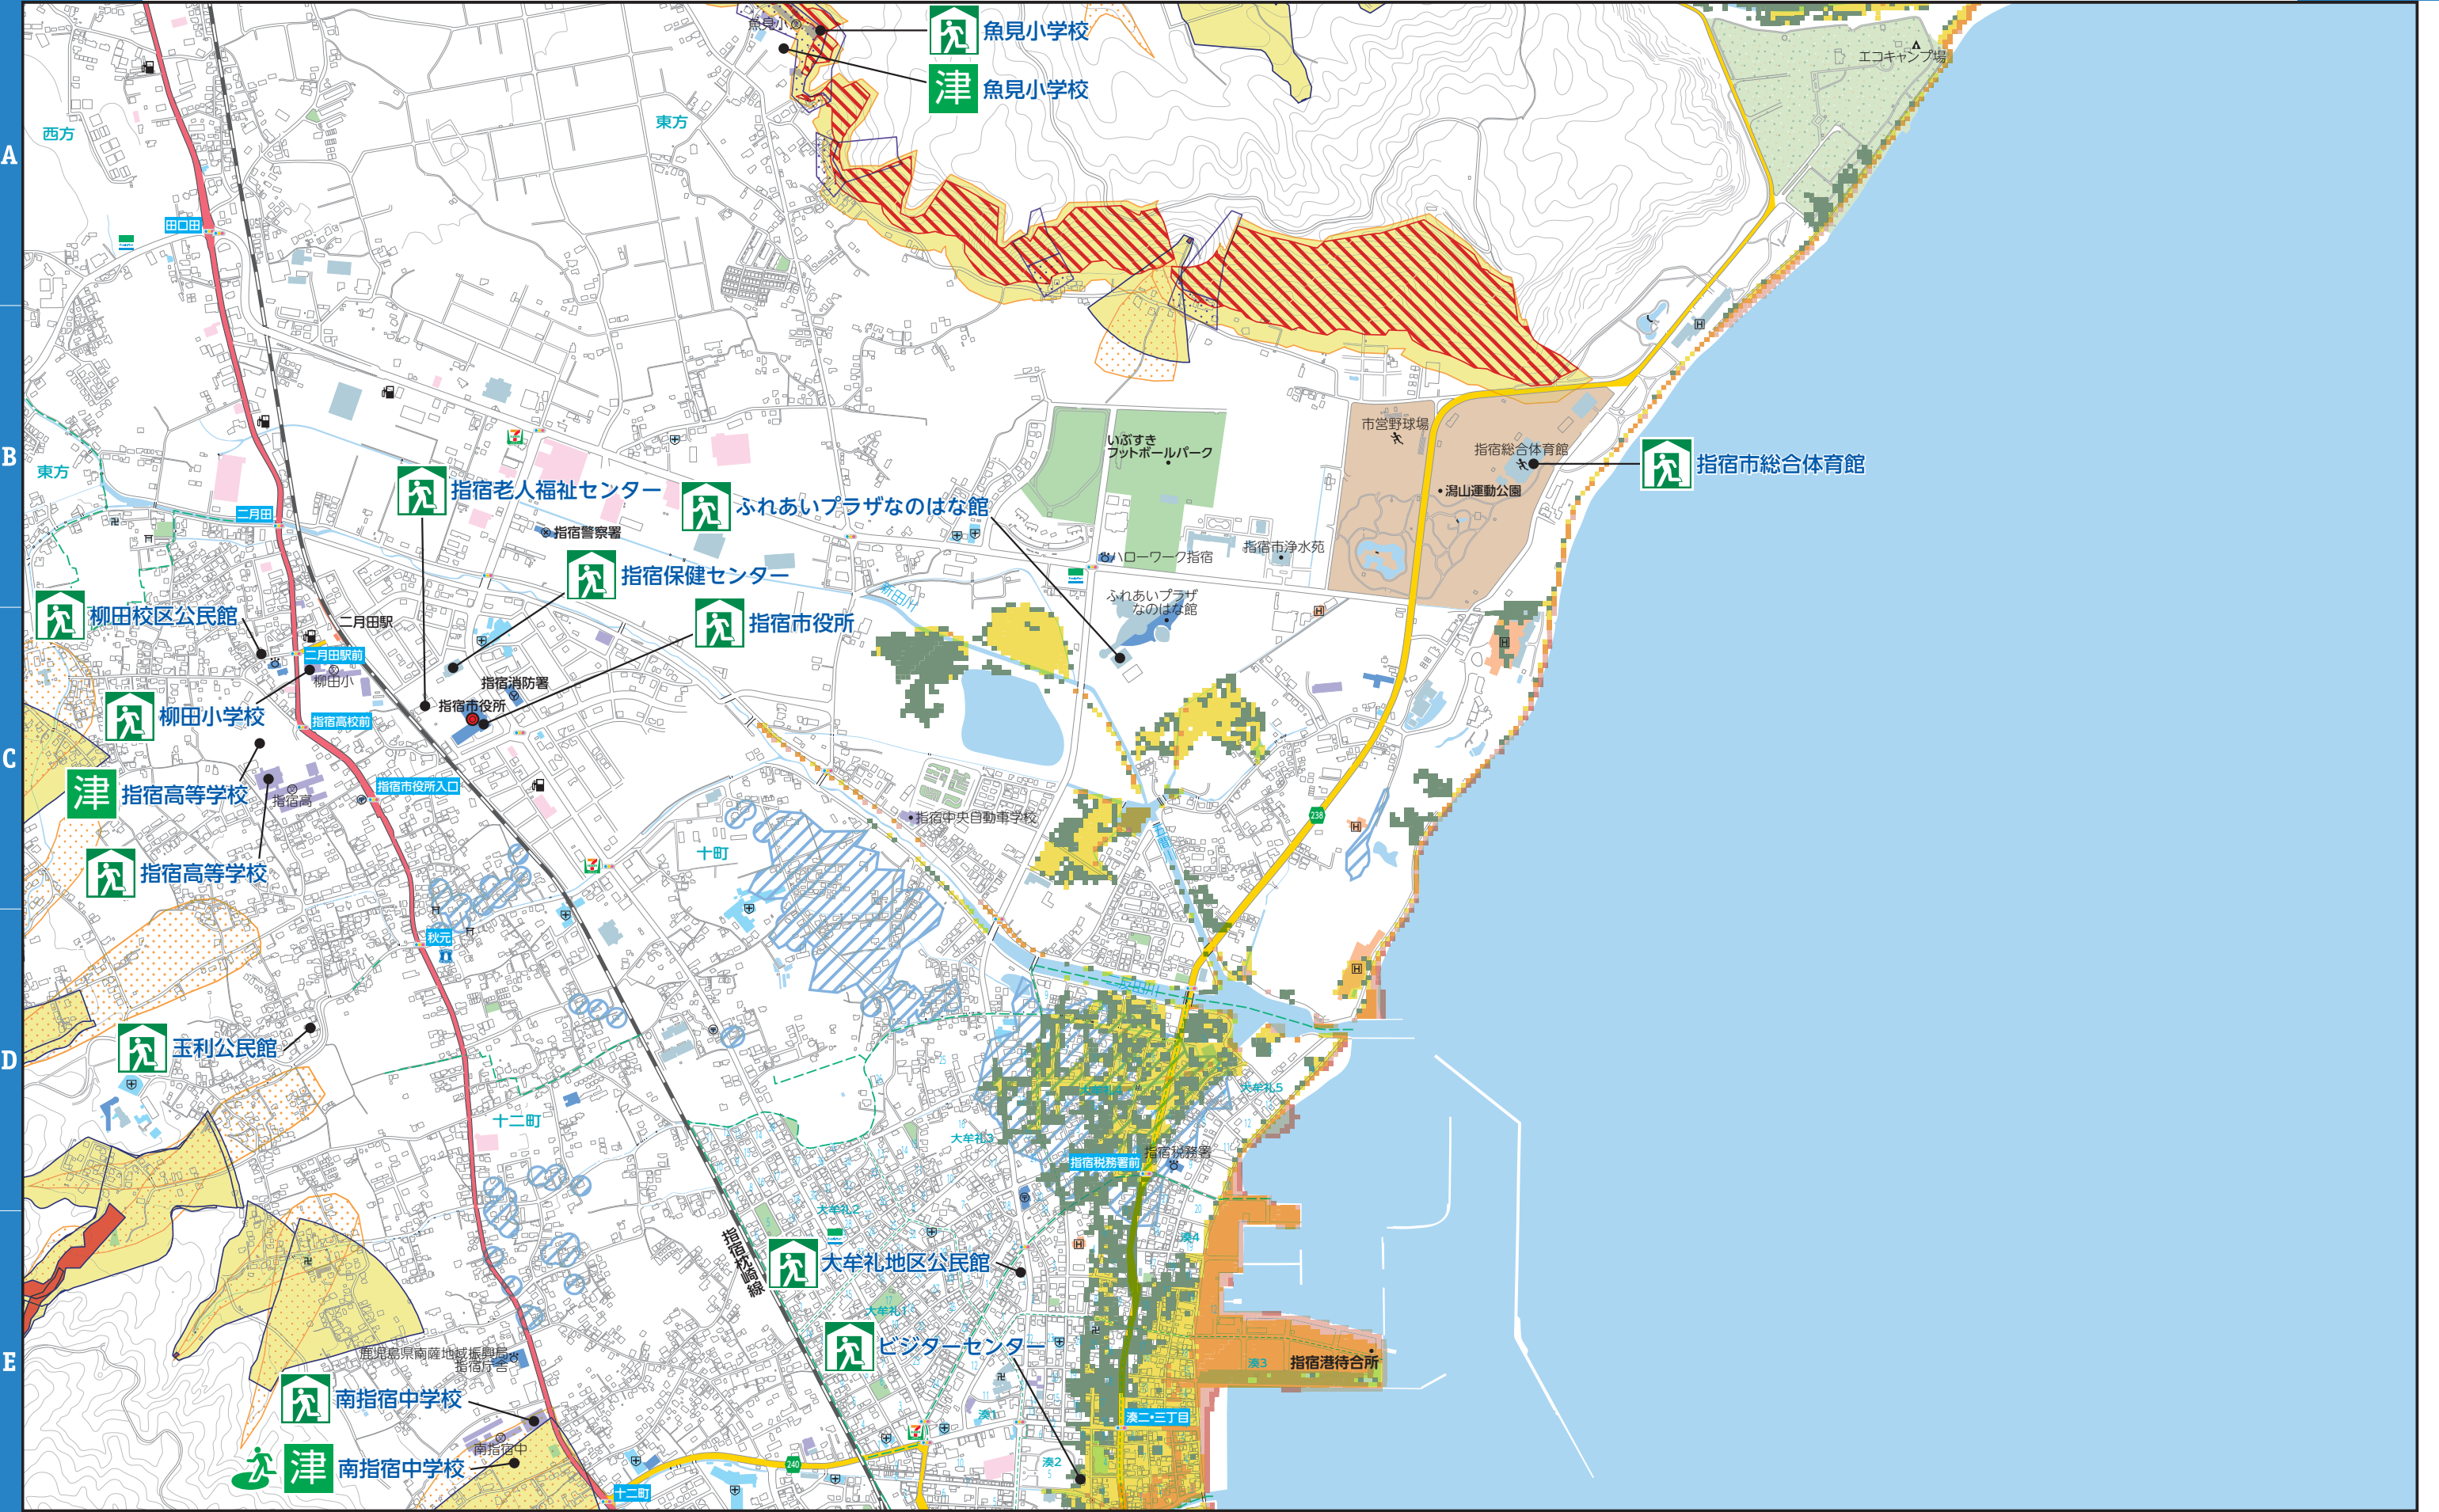 魚見小
魚見小学校
津
魚見小学校
エコキャンプ場
A
西方
東方
田口田
B
東方
いぶすき
フットボールパーク
市営野球場
指宿総合体育館
指宿市総合体育館
潟山運動公園
指宿老人福祉センター
ふれあいプラザなのはな館
二月田
指宿警察署
ハローワーク指宿
指宿市浄水苑
指宿保健センター
新田川
ふれあいプラザ
なのはな館
柳田校区公民館
二月田駅
指宿市役所
二月田駅前
柳田小
指宿消防署
指宿市役所
柳田小学校
指宿高校前
C
津
指宿高等学校
指宿市役所入口
指宿高
指宿中央自動車学校
238
十町
指宿高等学校
秋元
D
玉利公民館
大牟礼4
大牟礼5
十二町
大牟礼3
指宿税務署
指宿税務署前
大牟礼2
湊4
指宿枕崎線
大牟礼地区公民館
大牟礼1
E
ビジターセンター
鹿児島県南薩地域振興局
指宿庁舎
湊3
指宿港待合所
南指宿中学校
湊1
湊二・三丁目
南指宿中
津
南指宿中学校
240
湊2
十二町